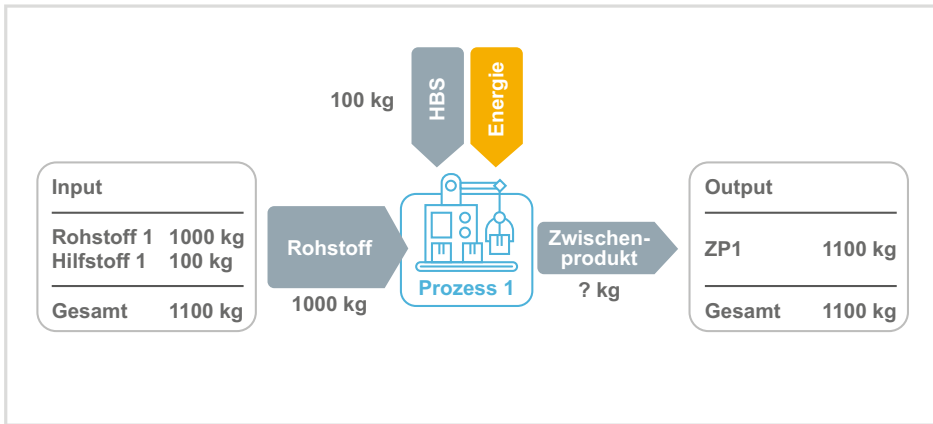 100 kg
HBS
Energie
Input
Rohstoff 1 1000 kg
Hilfstoff 1 100 kg
Gesamt 1100 kg
Rohstoff
1000 kg
Prozess 1
Zwischen-
produkt
? kg
Output
ZP1 1100 kg
Gesamt 1100 kg